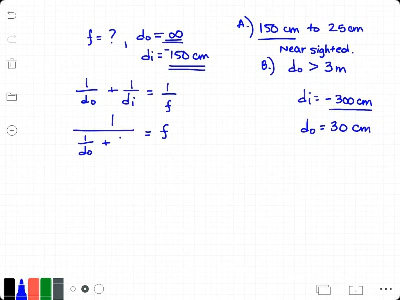 f = ? , do = ∞
di = -150 cm
1/do + 1/di = 1/f
1/(1/do +) = f
A.) 150 cm to 25 cm
Near sighted.
B.) do > 3 m
di = -300 cm
do = 30 cm